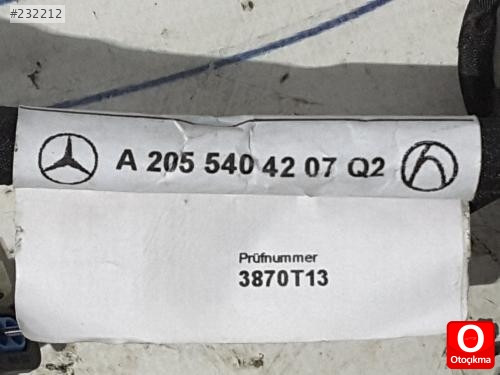 #232212
A 205 540 42 07 Q2
Prüfnummer
3870T13
O
Otoçıkma